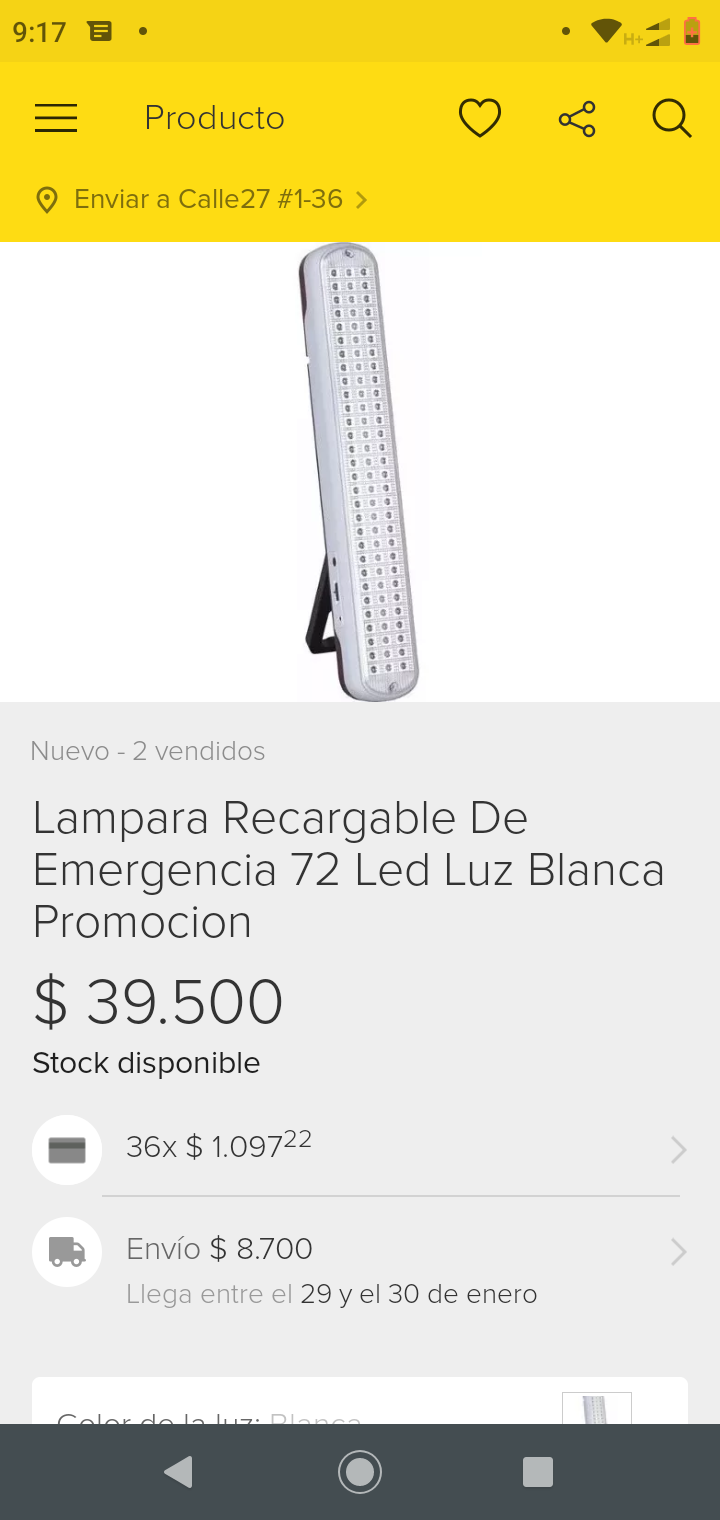 9:17
H+
Producto
Enviar a Calle27 #1-36
Nuevo - 2 vendidos
Lampara Recargable De
Emergencia 72 Led Luz Blanca
Promocion
$ 39.500
Stock disponible
36x $ 1.097²²
Envío $ 8.700
Llega entre el 29 y el 30 de enero
Color de la luz: Blanca